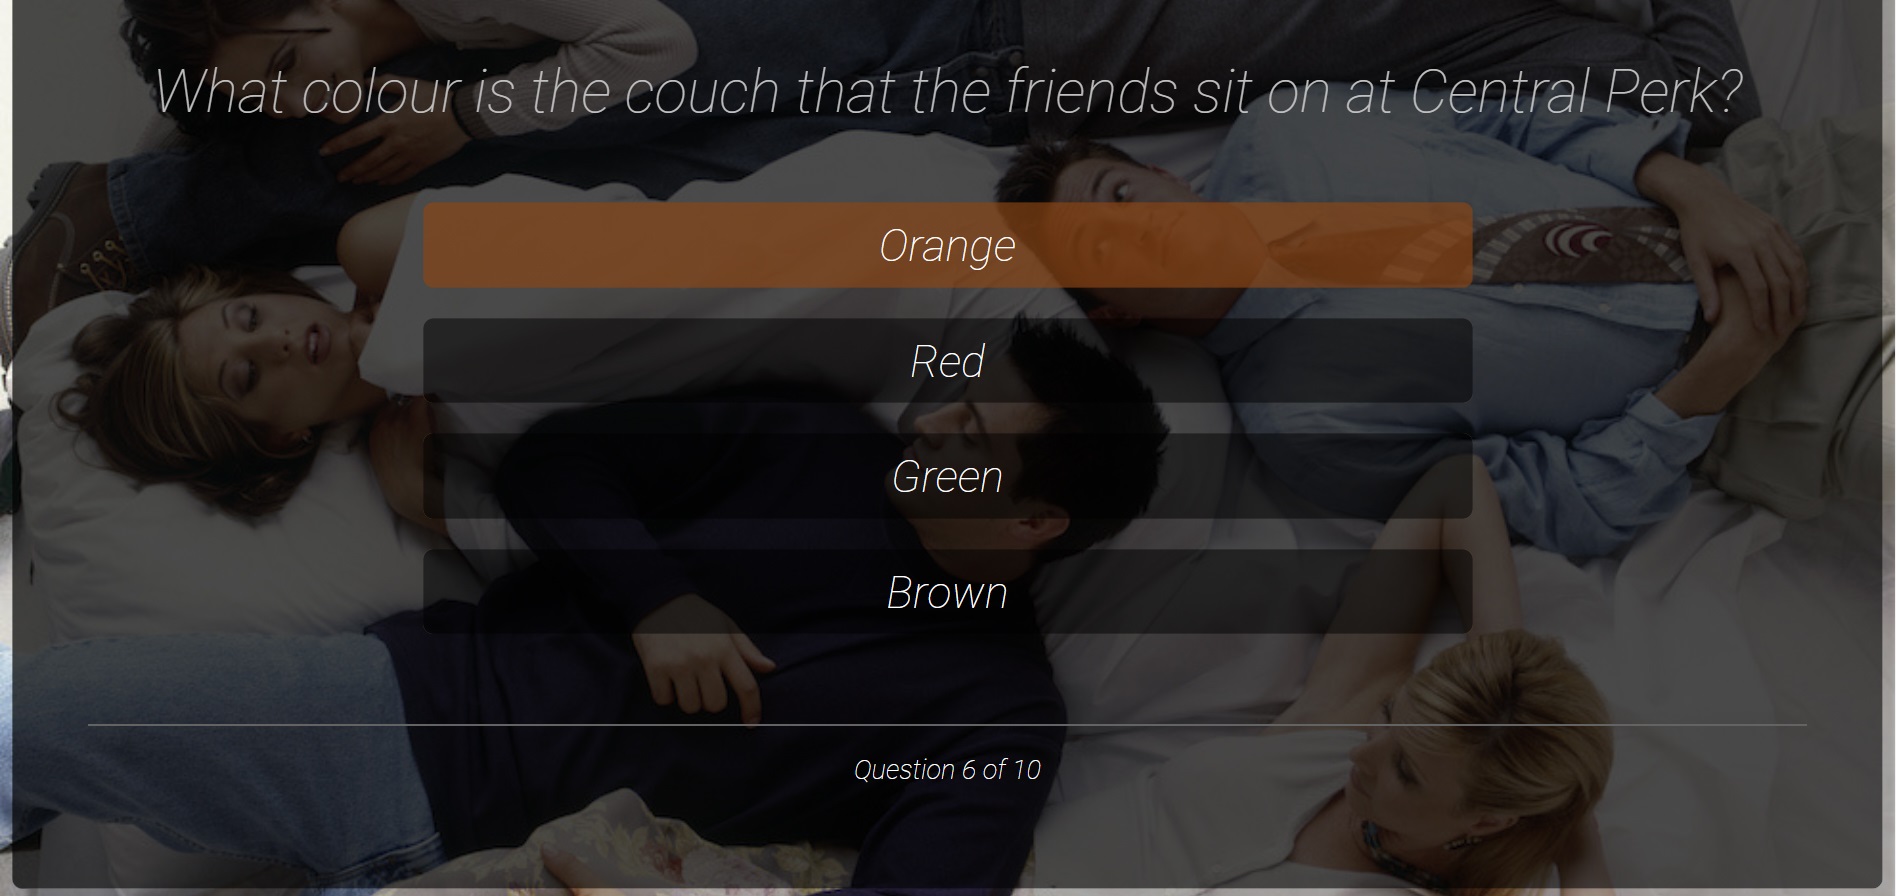 What colour is the couch that the friends sit on at Central Perk?
Orange
Red
Green
Brown
Question 6 of 10